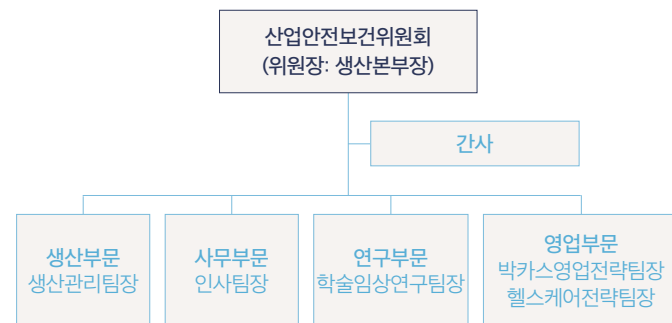 산업안전보건위원회
(위원장: 생산본부장)
간사
생산부문
생산관리팀장
사무부문
인사팀장
연구부문
학술임상연구팀장
영업부문
박카스영업전략팀장
헬스케어전략팀장